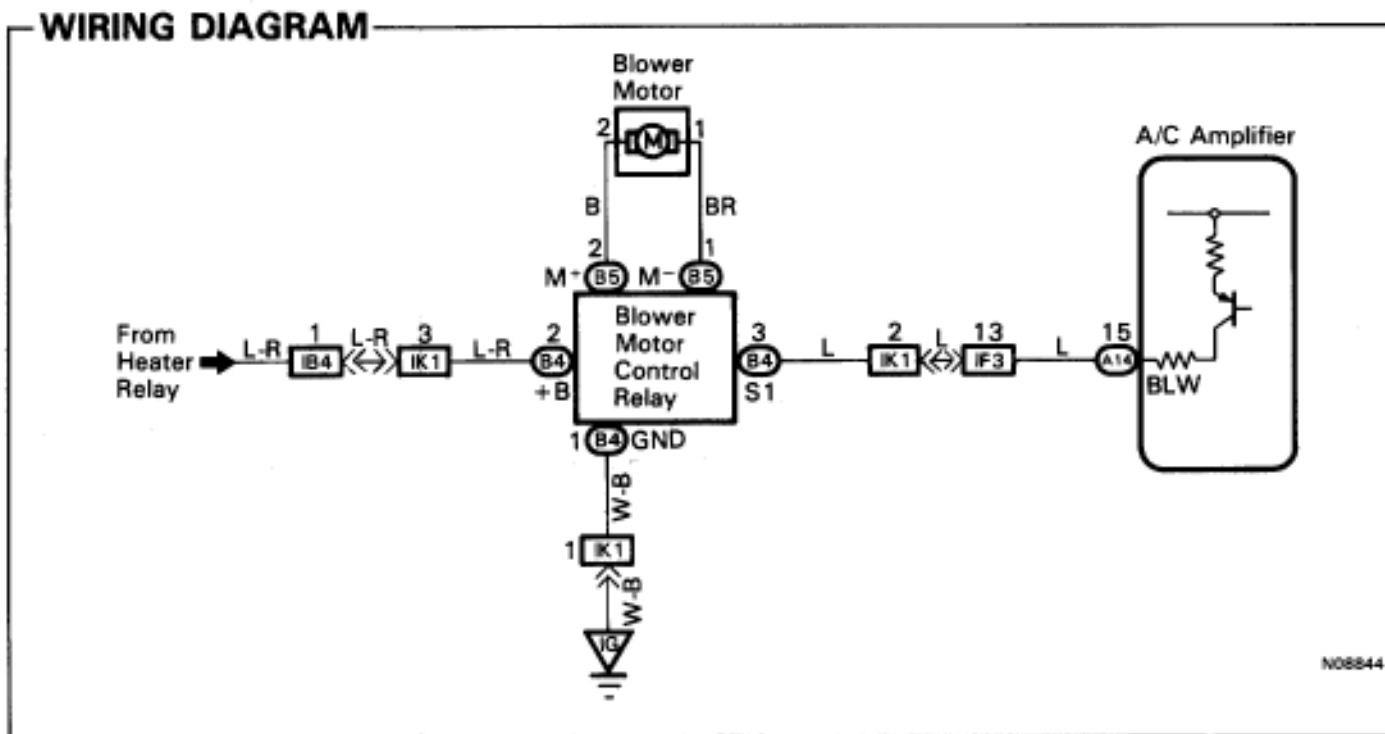 WIRING DIAGRAM
Blower
Motor
2 M 1
A/C Amplifier
B BR
2 1
M+ B5 M- B5
From
Heater
Relay
L-R
1
IB4
L-R
3
IK1
L-R
2
B4
+B
Blower
Motor
Control
Relay
3
B4
S1
L
2
IK1
L
13
IF3
L
15
A14
BLW
1 B4 GND
W-B
1 IK1
W-B
IG
N08844